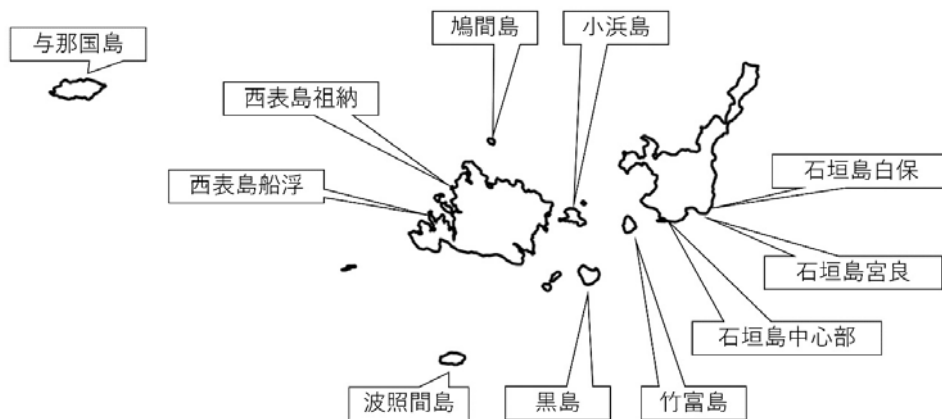 鳩間島
小浜島
与那国島
西表島祖納
石垣島白保
西表島船浮
石垣島宮良
石垣島中心部
波照間島
黒島
竹富島